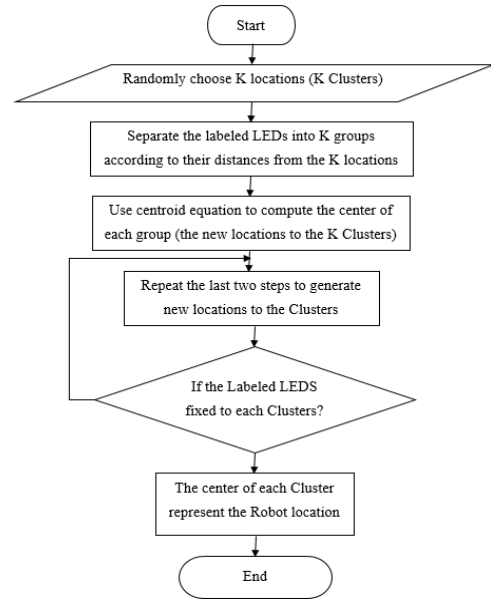 Start
Randomly choose K locations (K Clusters)
Separate the labeled LEDs into K groups
according to their distances from the K locations
Use centroid equation to compute the center of
each group (the new locations to the K Clusters)
Repeat the last two steps to generate
new locations to the Clusters
If the Labeled LEDS
fixed to each Clusters?
The center of each Cluster
represent the Robot location
End